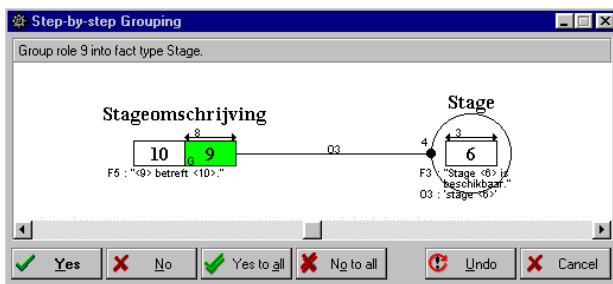 Step-by-step Grouping
Group role 9 into fact type Stage.
Stage
Stageomschrijving
8
3
4
10
9
G
O3
6
F5 : "<9> betreft <10>."
F3 : "Stage <6> is
beschikbaar."
O3 : 'stage <6>'
Yes
No
Yes to all
No to all
Undo
Cancel